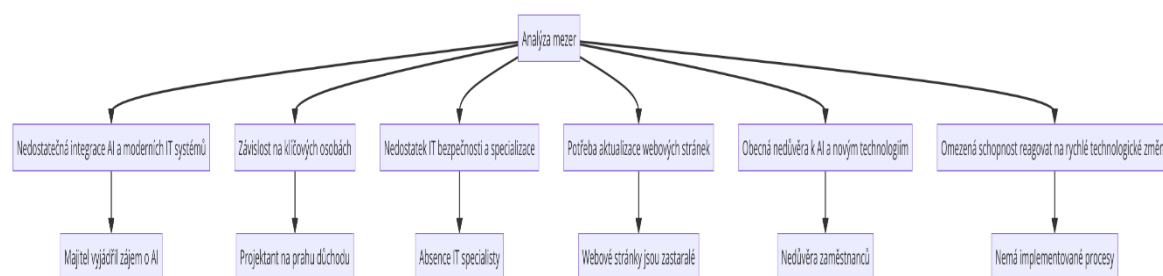 Analýza mezer
Nedostatečná integrace AI a moderních IT systémů
Závislost na klíčových osobách
Nedostatek IT bezpečnosti a specializace
Potřeba aktualizace webových stránek
Obecná nedůvěra k AI a novým technologiím
Omezená schopnost reagovat na rychlé technologické změn
Majitel vyjádřil zájem o AI
Projektant na prahu důchodu
Absence IT specialisty
Webové stránky jsou zastaralé
Nedůvěra zaměstnanců
Nemá implementované procesy